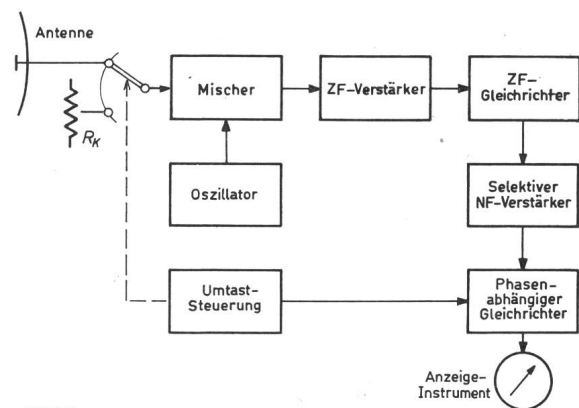 Antenne
Mischer
ZF-Verstärker
ZF-
Gleichrichter
R_K
Oszillator
Selektiver
NF-Verstärker
Umtast-
Steuerung
Phasen-
abhängiger
Gleichrichter
Anzeige-
Instrument